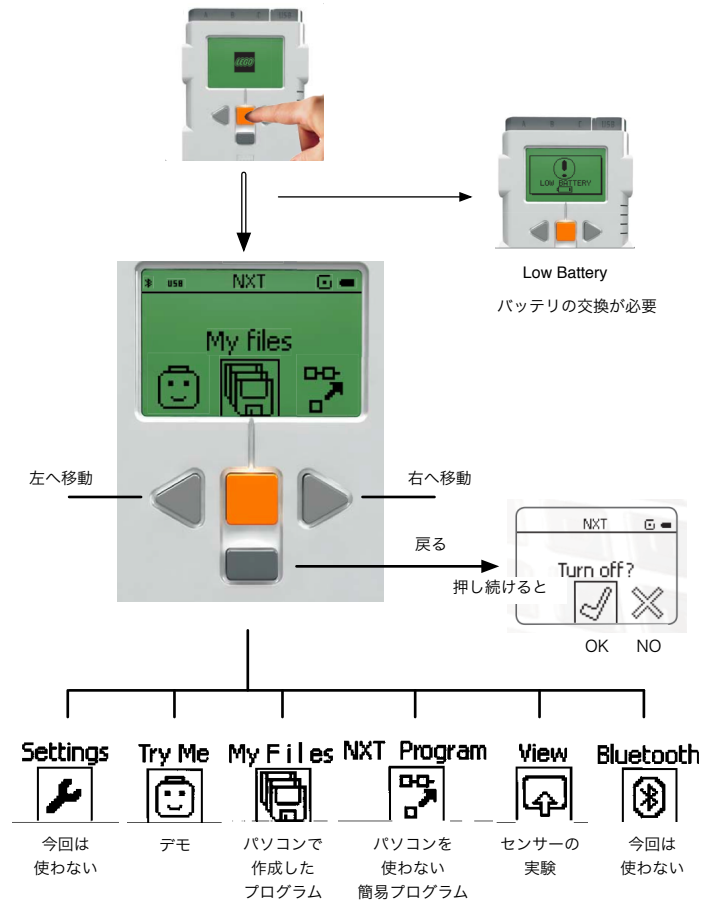 A B C USB
LEGO
A B C USB
LOW BATTERY
Low Battery
バッテリの交換が必要
USB NXT
My files
左へ移動
右へ移動
戻る
押し続けると
NXT
Turn off?
OK NO
Settings
今回は
使わない
Try Me
デモ
My Files
パソコンで
作成した
プログラム
NXT Program
パソコンを
使わない
簡易プログラム
View
センサーの
実験
Bluetooth
今回は
使わない